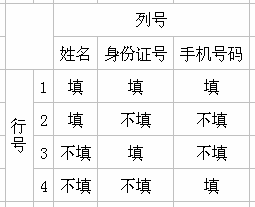 列号
姓名 身份证号 手机号码
行号
1 填 填 填
2 填 不填 不填
3 不填 填 不填
4 不填 不填 填